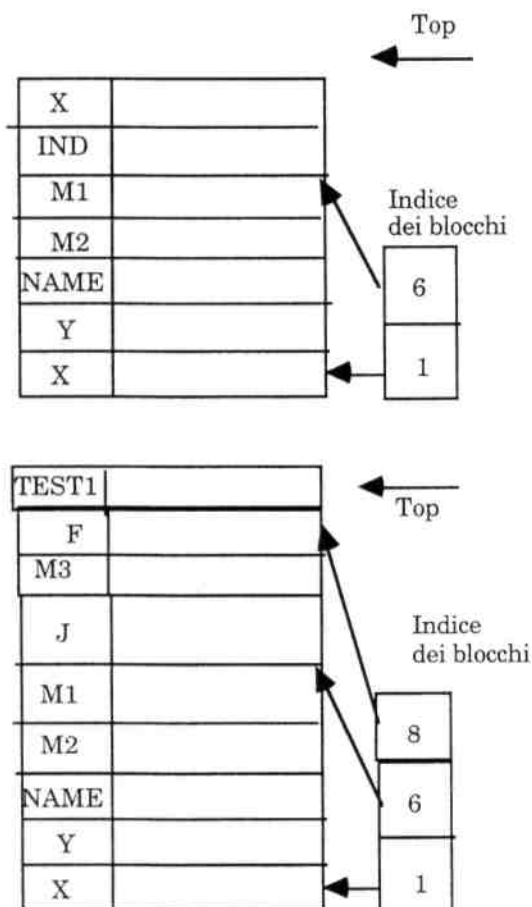 Top
X
IND
M1
M2
NAME
Y
X
Indice
dei blocchi
6
1
TEST1
F
M3
J
M1
M2
NAME
Y
X
Top
Indice
dei blocchi
8
6
1